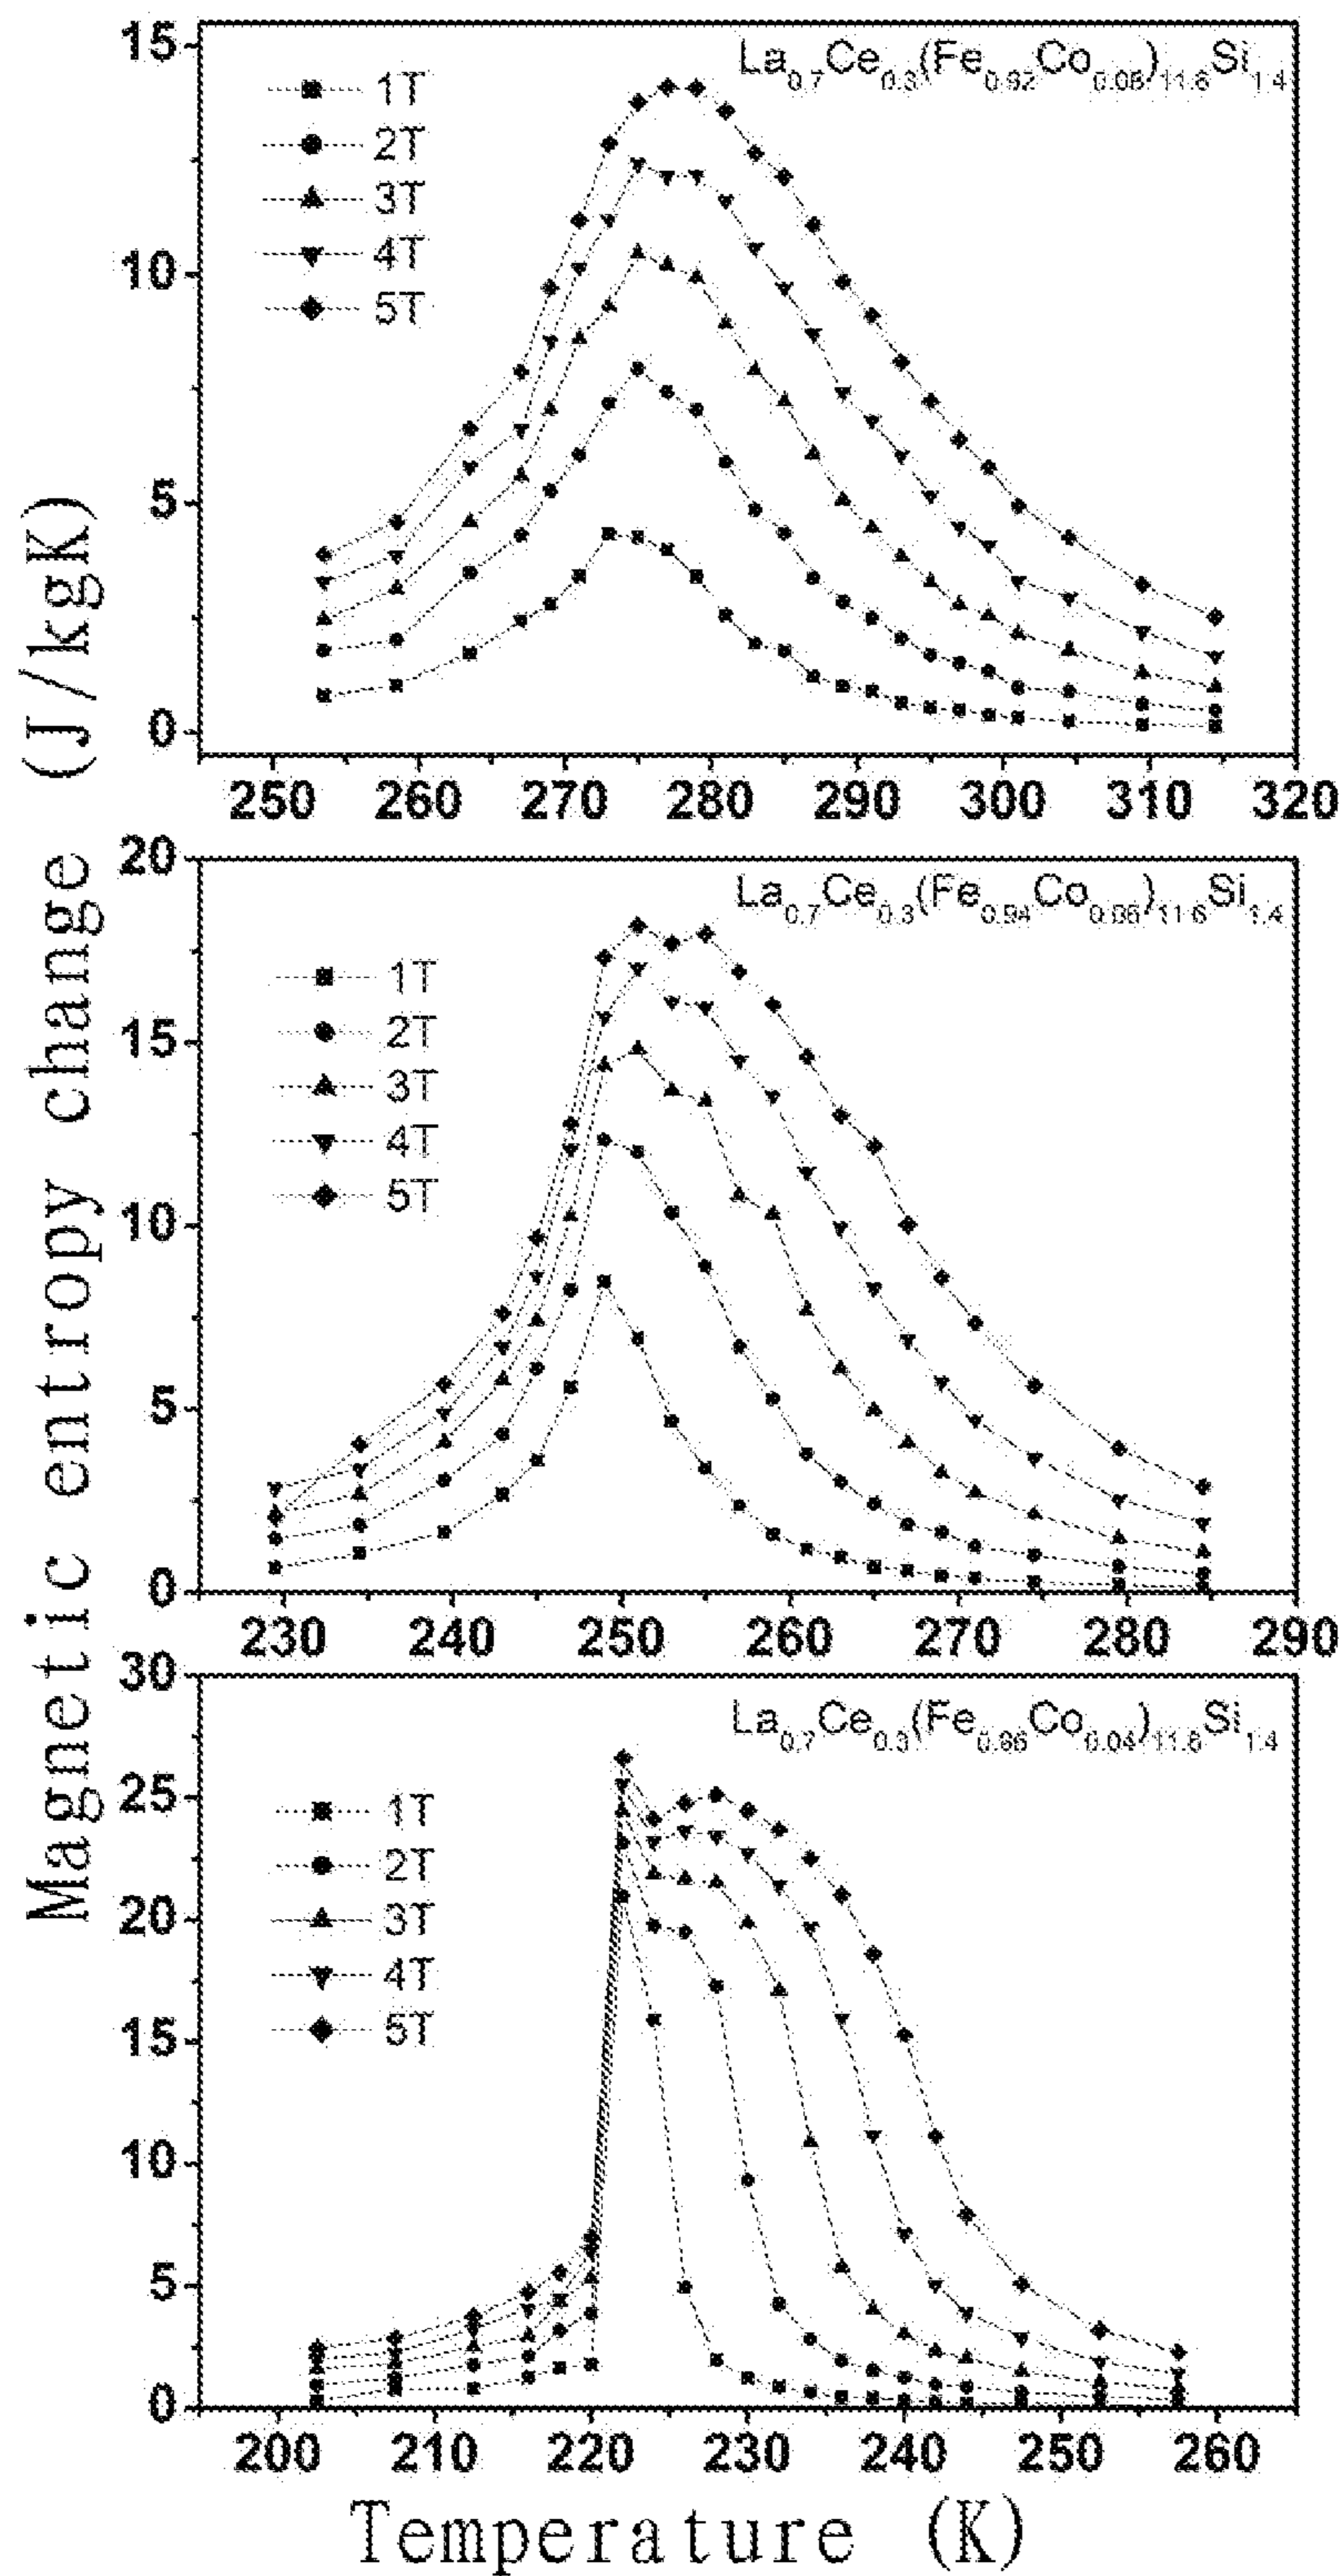 Magnetic entropy change (J/kgK)
15
10
5
0
La0.7Ce0.3(Fe0.92Co0.08)11.6Si1.4
1T
2T
3T
4T
5T
250 260 270 280 290 300 310 320
20
15
10
5
0
La0.7Ce0.3(Fe0.94Co0.06)11.6Si1.4
1T
2T
3T
4T
5T
230 240 250 260 270 280 290
30
25
20
15
10
5
0
La0.7Ce0.3(Fe0.96Co0.04)11.6Si1.4
1T
2T
3T
4T
5T
200 210 220 230 240 250 260
Temperature (K)